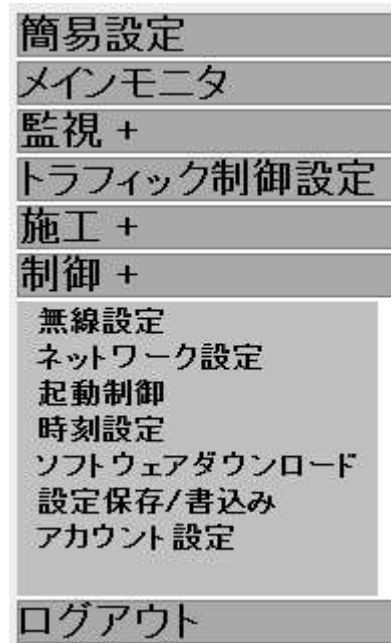 簡易設定
メインモニタ
監視 +
トラフィック制御設定
施工 +
制御 +
無線設定
ネットワーク設定
起動制御
時刻設定
ソフトウェアダウンロード
設定保存/書込み
アカウント設定
ログアウト